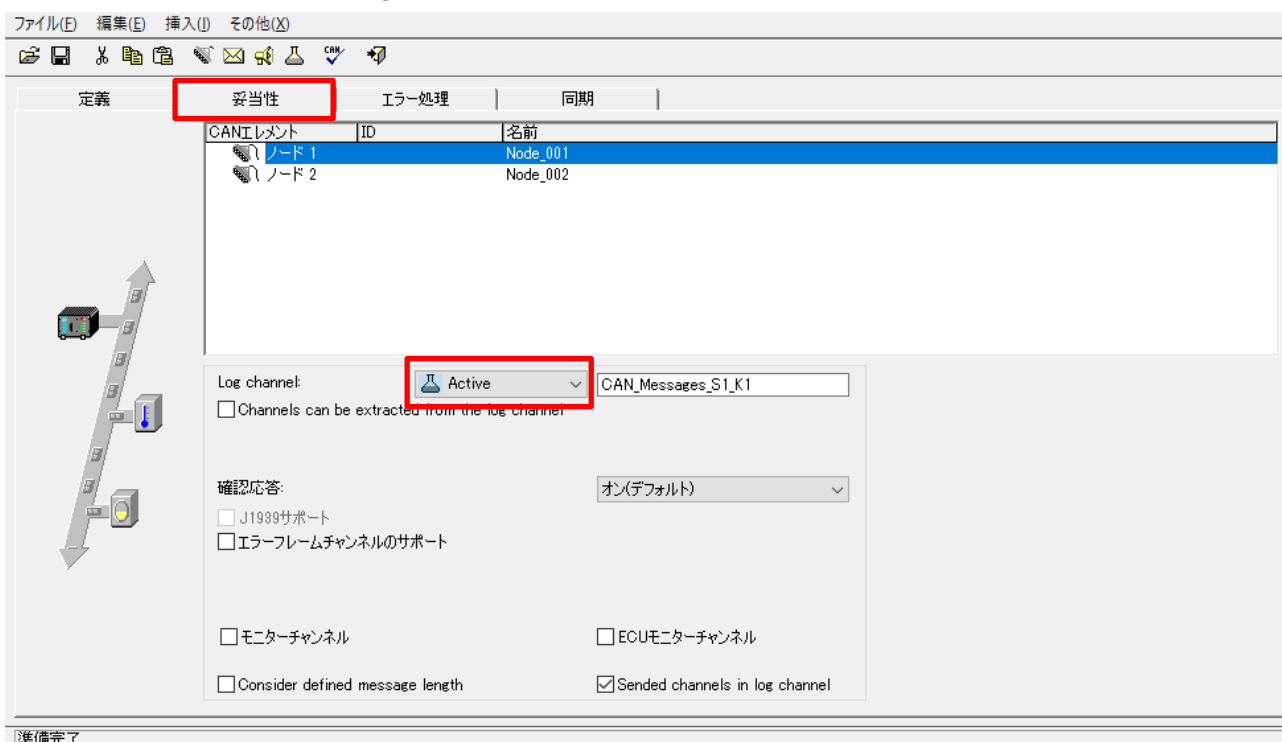 ファイル(F) 編集(E) 挿入(I) その他(X)
定義 妥当性 エラー処理 同期
CANエレメント ID 名前
ノード 1 Node_001
ノード 2 Node_002
Log channel: Active CAN_Messages_S1_K1
Channels can be extracted from the log channel
確認応答: オン(デフォルト)
J1939サポート
エラーフレームチャンネルのサポート
モニターチャンネル ECUモニターチャンネル
Consider defined message length Sended channels in log channel
準備完了